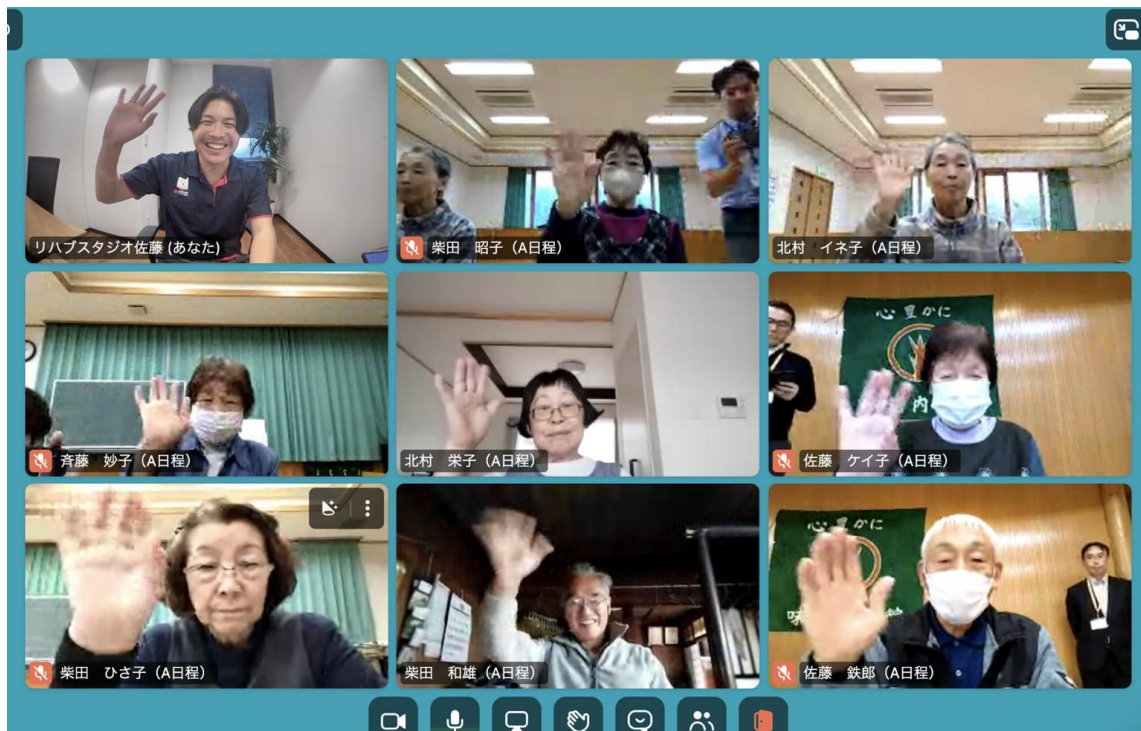 リハブスタジオ佐藤 (あなた)
柴田　昭子（A日程）
北村　イネ子（A日程）
斉藤　妙子（A日程）
北村　栄子（A日程）
心豊かに
内
佐藤　ケイ子（A日程）
柴田　ひさ子（A日程）
柴田　和雄（A日程）
心豊かに
味
佐藤　鉄郎（A日程）